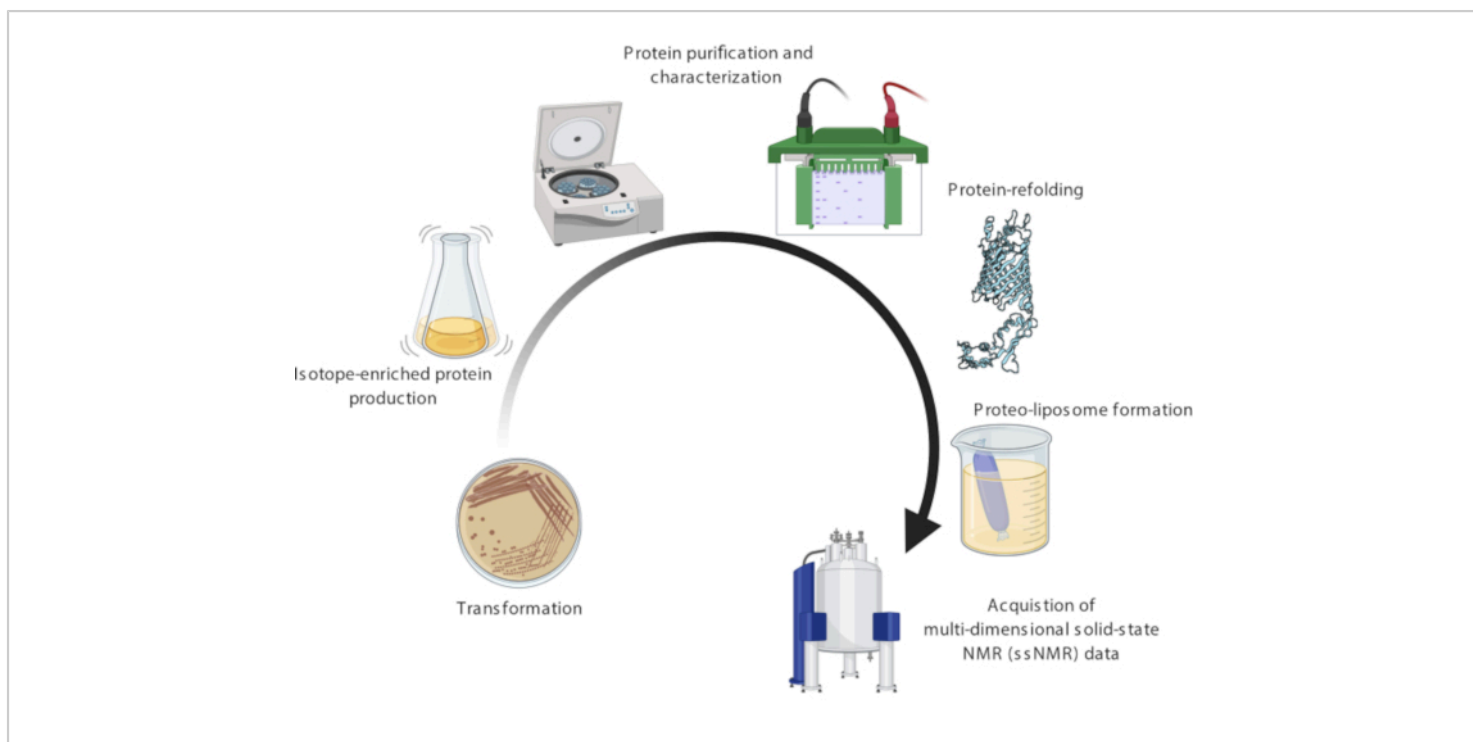 Protein purification and
characterization
Protein-refolding
Isotope-enriched protein
production
Proteo-liposome formation
Transformation
Acquistion of
multi-dimensional solid-state
NMR (ssNMR) data